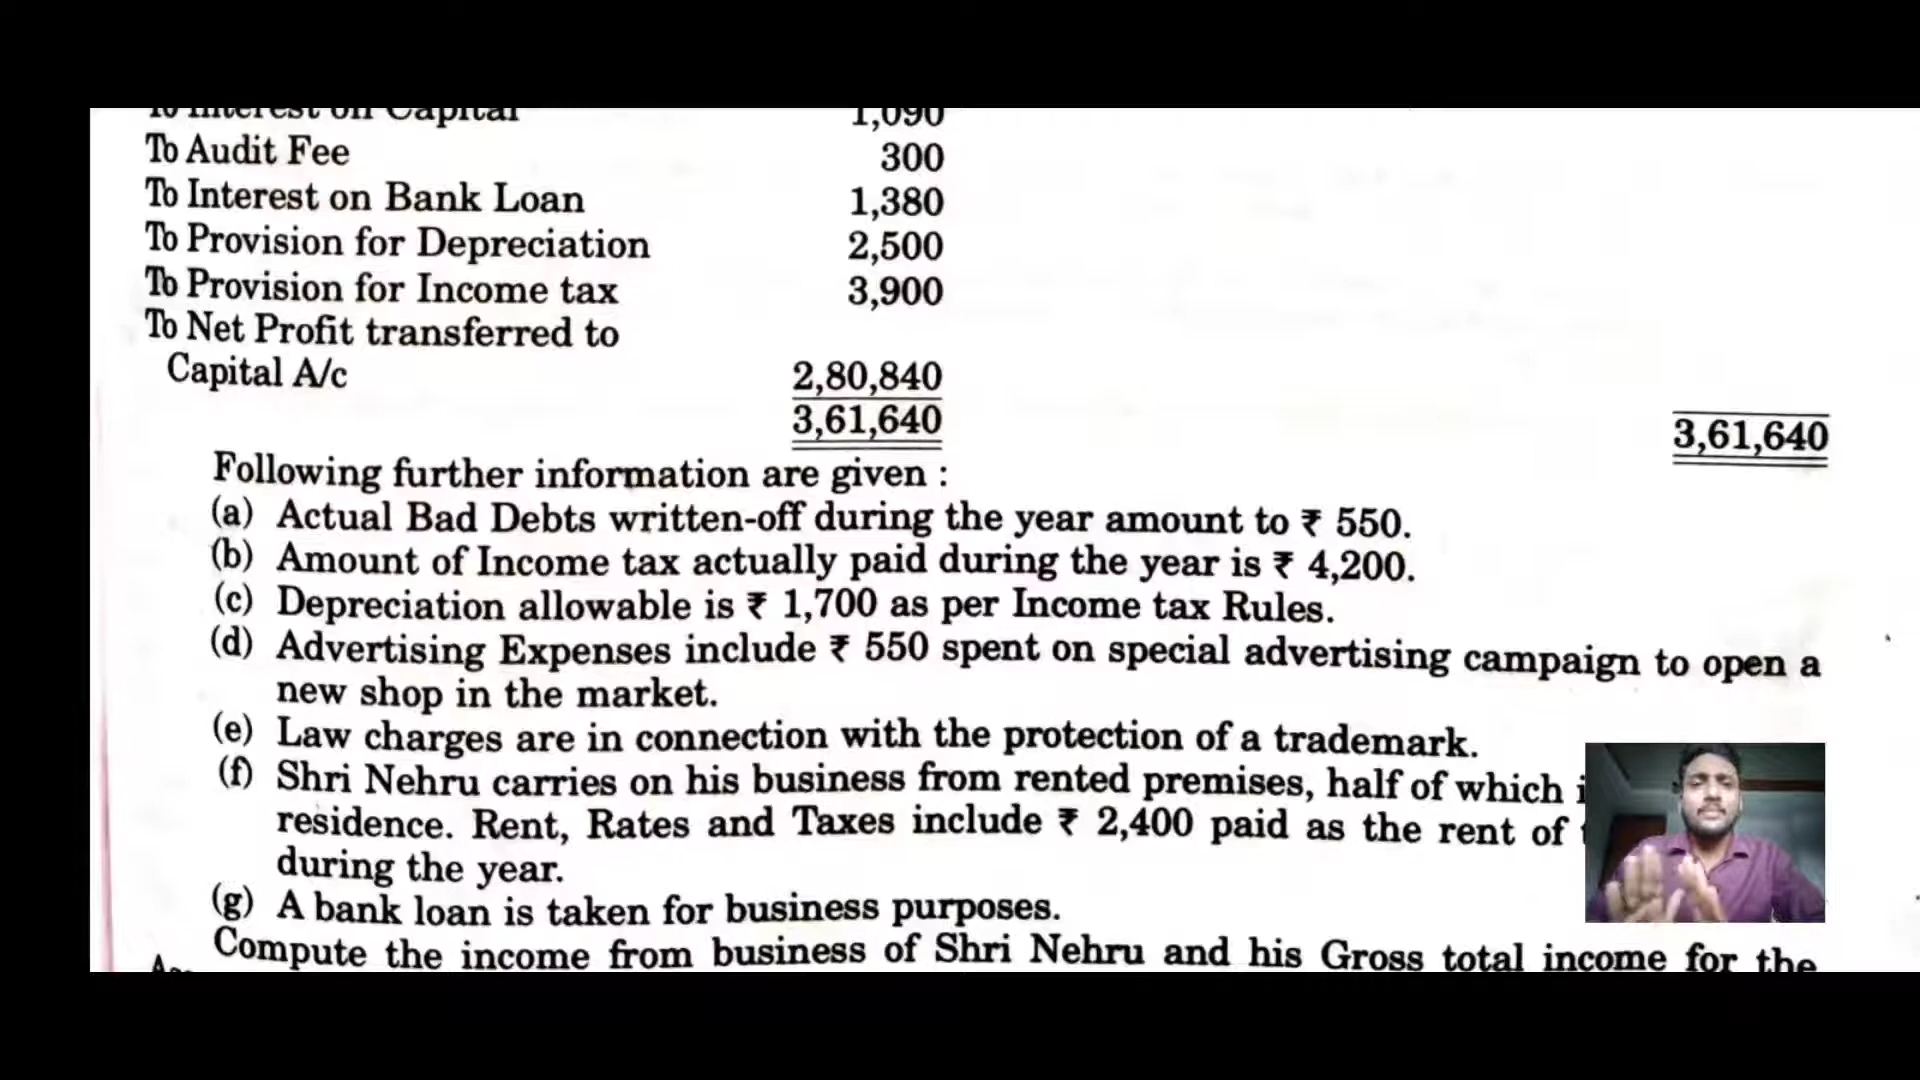 To Interest on Capital 1,090
To Audit Fee 300
To Interest on Bank Loan 1,380
To Provision for Depreciation 2,500
To Provision for Income tax 3,900
To Net Profit transferred to
Capital A/c 2,80,840
3,61,640 3,61,640
Following further information are given :
(a) Actual Bad Debts written-off during the year amount to ₹ 550.
(b) Amount of Income tax actually paid during the year is ₹ 4,200.
(c) Depreciation allowable is ₹ 1,700 as per Income tax Rules.
(d) Advertising Expenses include ₹ 550 spent on special advertising campaign to open a
new shop in the market.
(e) Law charges are in connection with the protection of a trademark.
(f) Shri Nehru carries on his business from rented premises, half of which
residence. Rent, Rates and Taxes include ₹ 2,400 paid as the rent of
during the year.
(g) A bank loan is taken for business purposes.
Compute the income from business of Shri Nehru and his Gross total income for the